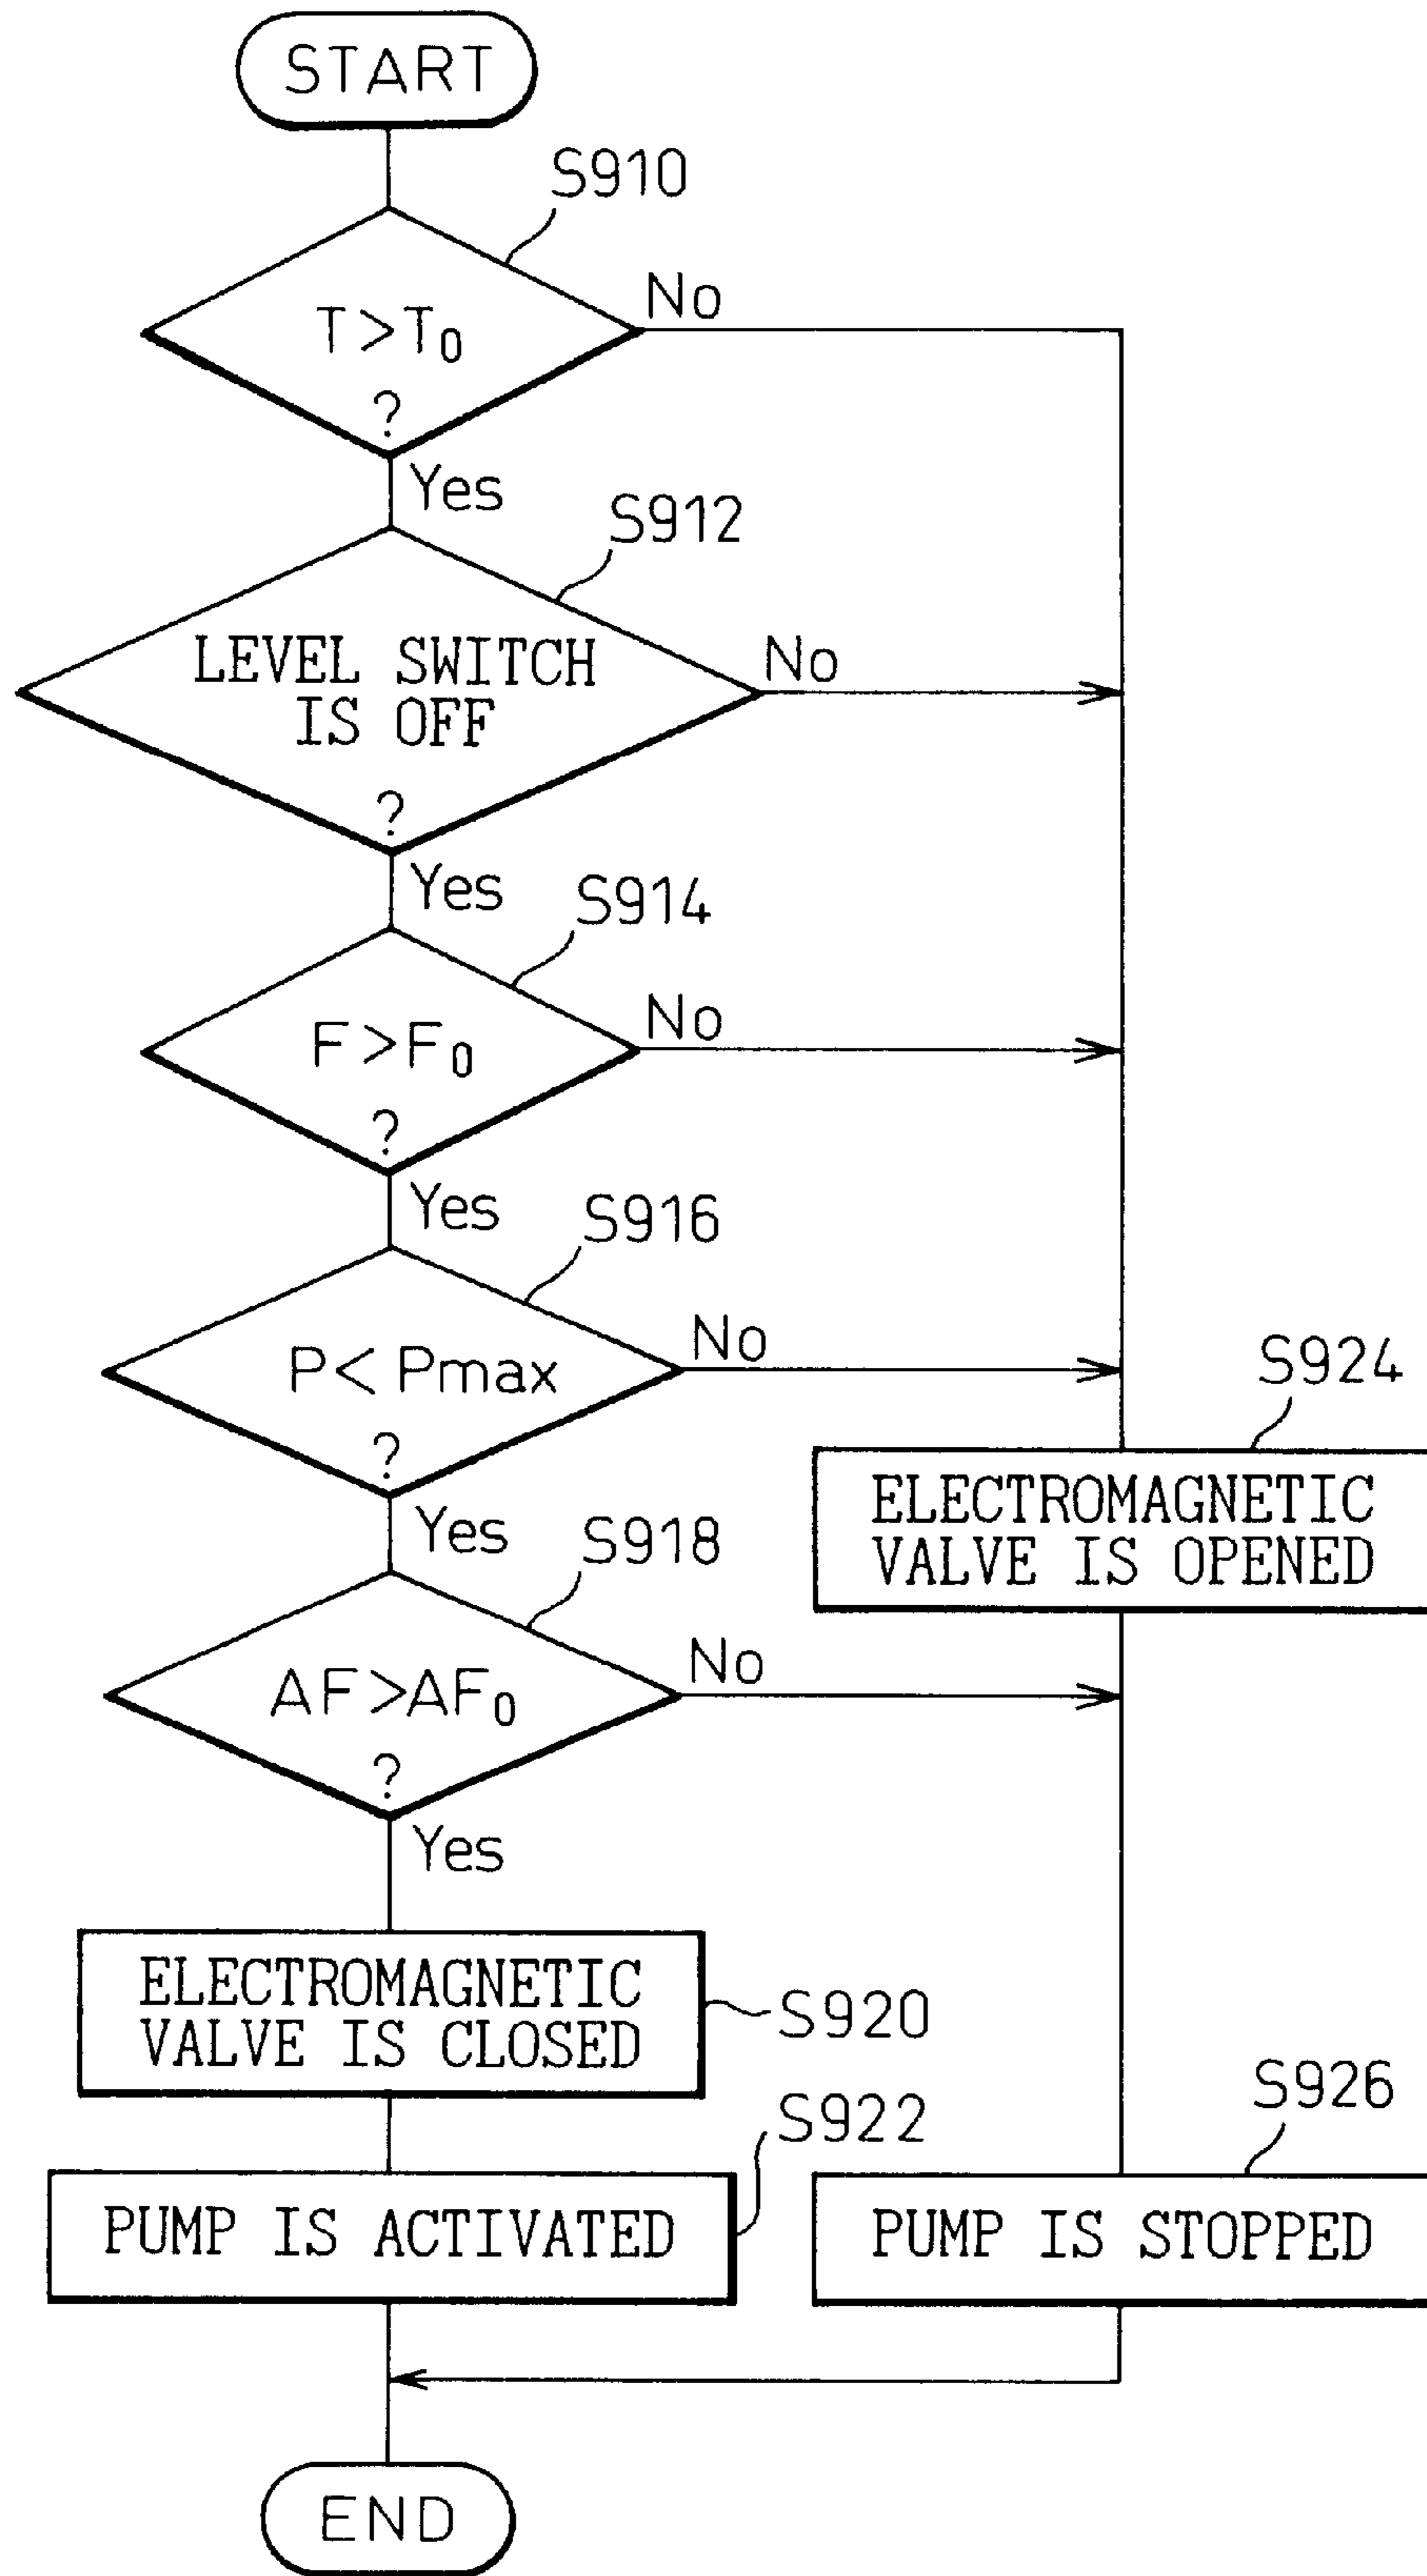 START
S910
T>T₀
?
No
Yes
S912
LEVEL SWITCH
IS OFF
?
No
Yes
S914
F>F₀
?
No
Yes
S916
P<Pmax
?
No
Yes
S924
ELECTROMAGNETIC
VALVE IS OPENED
S918
AF>AF₀
?
No
Yes
ELECTROMAGNETIC
VALVE IS CLOSED
S920
S922
PUMP IS ACTIVATED
S926
PUMP IS STOPPED
END